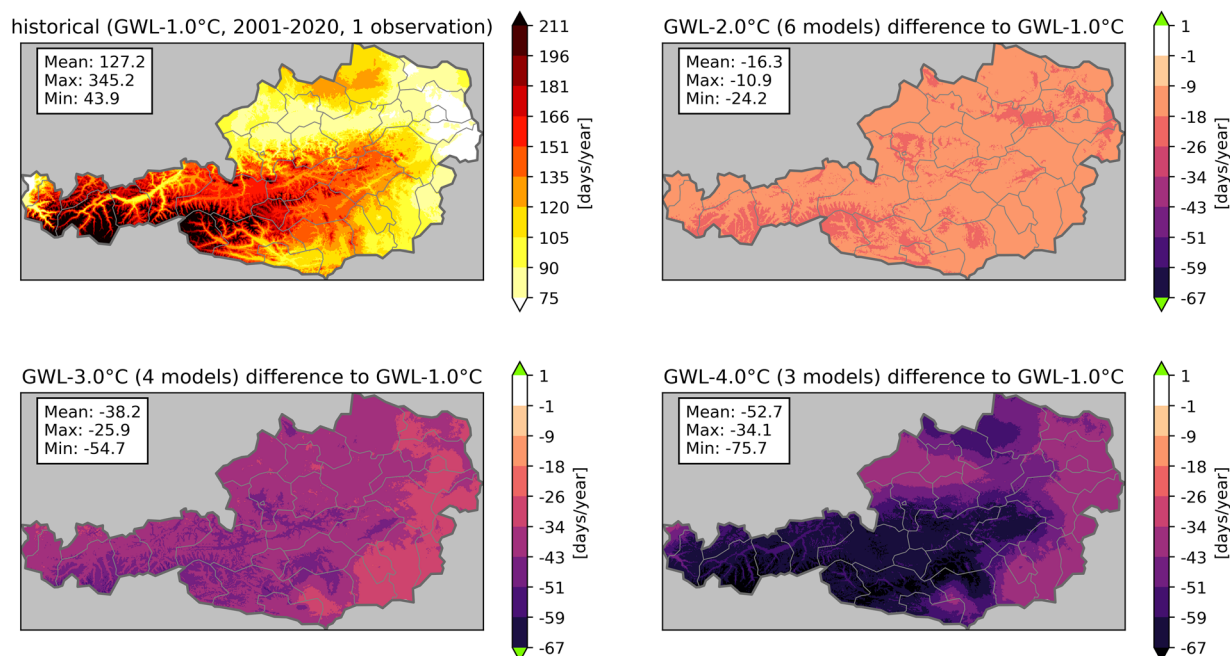 historical (GWL-1.0°C, 2001-2020, 1 observation)
Mean: 127.2
Max: 345.2
Min: 43.9
211
196
181
166
151
135
120
105
90
75
[days/year]
GWL-2.0°C (6 models) difference to GWL-1.0°C
Mean: -16.3
Max: -10.9
Min: -24.2
1
-1
-9
-18
-26
-34
-43
-51
-59
-67
[days/year]
GWL-3.0°C (4 models) difference to GWL-1.0°C
Mean: -38.2
Max: -25.9
Min: -54.7
1
-1
-9
-18
-26
-34
-43
-51
-59
-67
[days/year]
GWL-4.0°C (3 models) difference to GWL-1.0°C
Mean: -52.7
Max: -34.1
Min: -75.7
1
-1
-9
-18
-26
-34
-43
-51
-59
-67
[days/year]